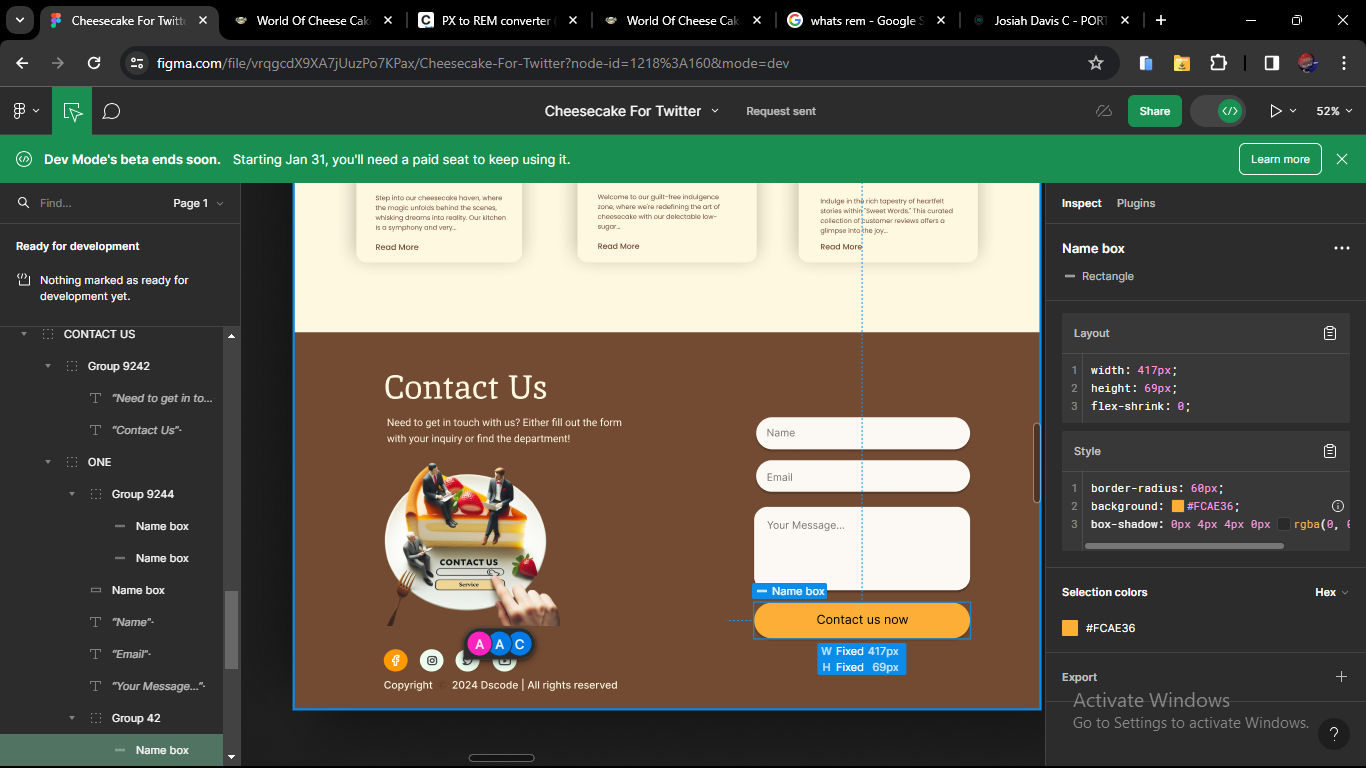 Cheesecake For Twitt
World Of Cheese Cak
PX to REM converter
World Of Cheese Cak
whats rem - Google S
Josiah Davis C - PORT
figma.com/file/vrqgcdX9XA7jUuzPo7KPax/Cheesecake-For-Twitter?node-id=1218%3A160&mode=dev
Cheesecake For Twitter
Request sent
Share
52%
Dev Mode's beta ends soon. Starting Jan 31, you'll need a paid seat to keep using it.
Learn more
Find...
Page 1
Ready for development
Nothing marked as ready for
development yet.
CONTACT US
Group 9242
"Need to get in to...
"Contact Us"
ONE
Group 9244
Name box
Name box
Name box
"Name"
"Email"
"Your Message..."
Group 42
Name box
Step into our cheesecake haven, where
the magic unfolds behind the scenes,
whisking dreams into reality. Our kitchen
is a symphony and very...
Read More
Welcome to our guilt-free indulgence
zone, where we're redefining the art of
cheesecake with our delectable low-
sugar...
Read More
Indulge in the rich tapestry of heartfelt
stories within "Sweet Words." This curated
collection of customer reviews offers a
glimpse into the joy...
Read More
Contact Us
Need to get in touch with us? Either fill out the form
with your inquiry or find the department!
CONTACT US
Service
Name
Email
Your Message...
Name box
Contact us now
W Fixed 417px
H Fixed 69px
A A C
Copyright © 2024 Dscode | All rights reserved
Inspect
Plugins
Name box
Rectangle
Layout
1 width: 417px;
2 height: 69px;
3 flex-shrink: 0;
Style
1 border-radius: 60px;
2 background: #FCAE36;
3 box-shadow: 0px 4px 4px 0px rgba(0, 0
Selection colors
Hex
#FCAE36
Export
Activate Windows
Go to Settings to activate Windows.
?